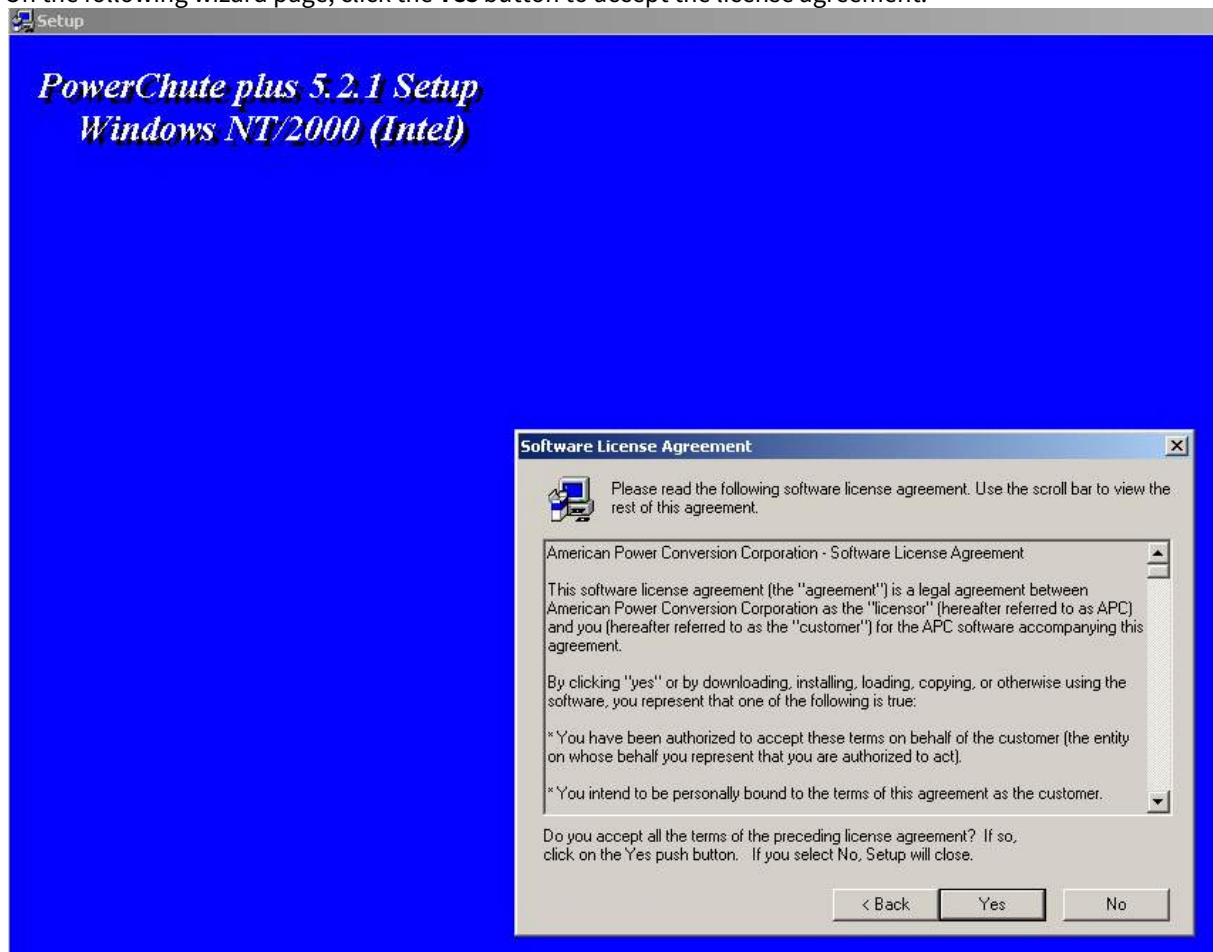 On the following wizard page, click the Yes button to accept the license agreement.
Setup
PowerChute plus 5.2.1 Setup
Windows NT/2000 (Intel)
Software License Agreement
Please read the following software license agreement. Use the scroll bar to view the
rest of this agreement.
American Power Conversion Corporation - Software License Agreement
This software license agreement (the "agreement") is a legal agreement between
American Power Conversion Corporation as the "licensor" (hereafter referred to as APC)
and you (hereafter referred to as the "customer") for the APC software accompanying this
agreement.
By clicking "yes" or by downloading, installing, loading, copying, or otherwise using the
software, you represent that one of the following is true:
* You have been authorized to accept these terms on behalf of the customer (the entity
on whose behalf you represent that you are authorized to act).
* You intend to be personally bound to the terms of this agreement as the customer.
Do you accept all the terms of the preceding license agreement? If so,
click on the Yes push button. If you select No, Setup will close.
< Back
Yes
No